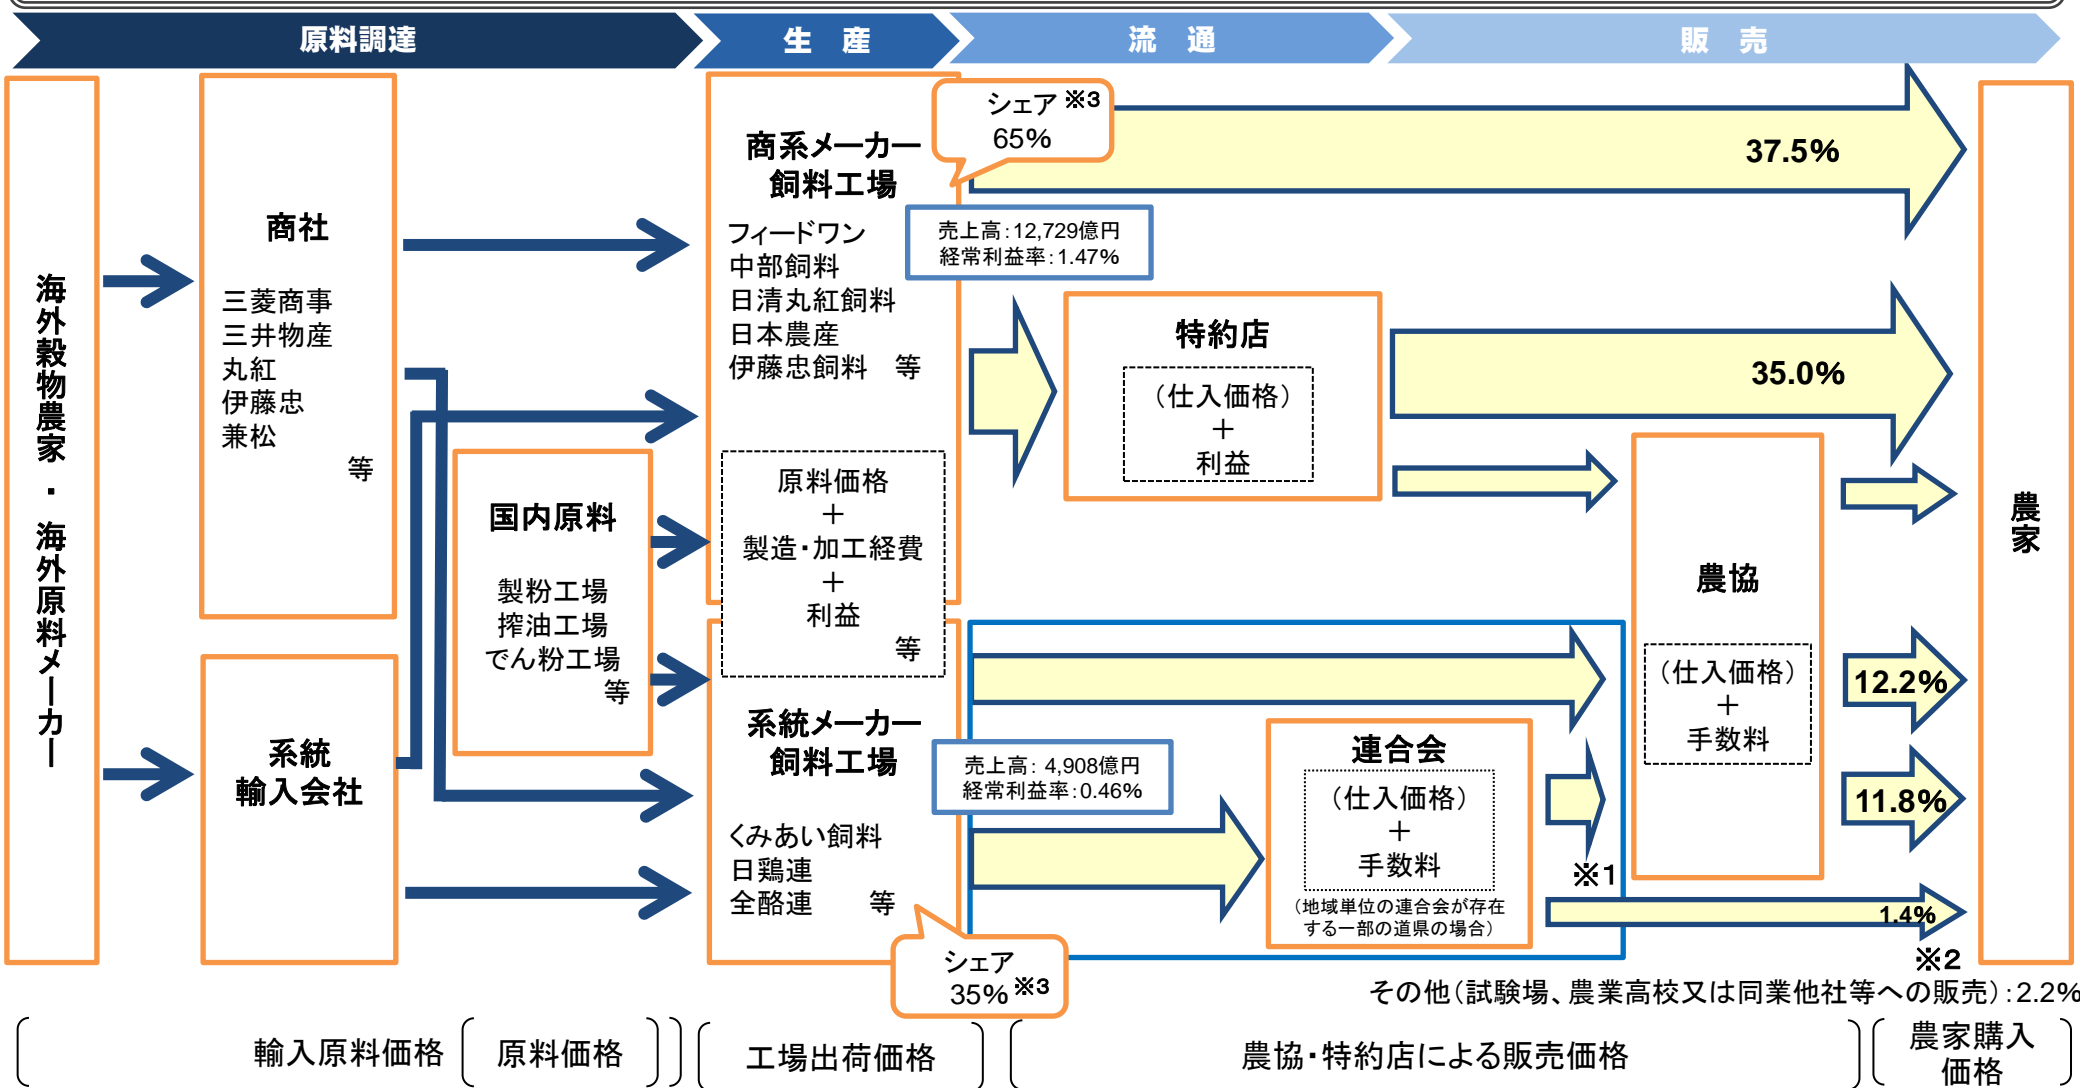 原料調達
生 産
流 通
販 売
海外穀物農家・海外原料メーカー
商社
三菱商事
三井物産
丸紅
伊藤忠
兼松
等
系統
輸入会社
国内原料
製粉工場
搾油工場
でん粉工場
等
商系メーカー
飼料工場
フィードワン
中部飼料
日清丸紅飼料
日本農産
伊藤忠飼料 等
シェア ※3
65%
売上高:12,729億円
経常利益率:1.47%
原料価格
+
製造・加工経費
+
利益
等
系統メーカー
飼料工場
くみあい飼料
日鶏連
全酪連 等
売上高: 4,908億円
経常利益率:0.46%
シェア
35% ※3
特約店
(仕入価格)
+
利益
連合会
(仕入価格)
+
手数料
(地域単位の連合会が存在
する一部の道県の場合)
※1
農協
(仕入価格)
+
手数料
37.5%
35.0%
12.2%
11.8%
1.4%
※2
農家
その他(試験場、農業高校又は同業他社等への販売):2.2%
輸入原料価格
原料価格
工場出荷価格
農協・特約店による販売価格
農家購入
価格